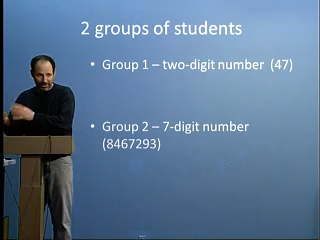 2 groups of students
• Group 1 – two-digit number (47)
• Group 2 – 7-digit number
(8467293)